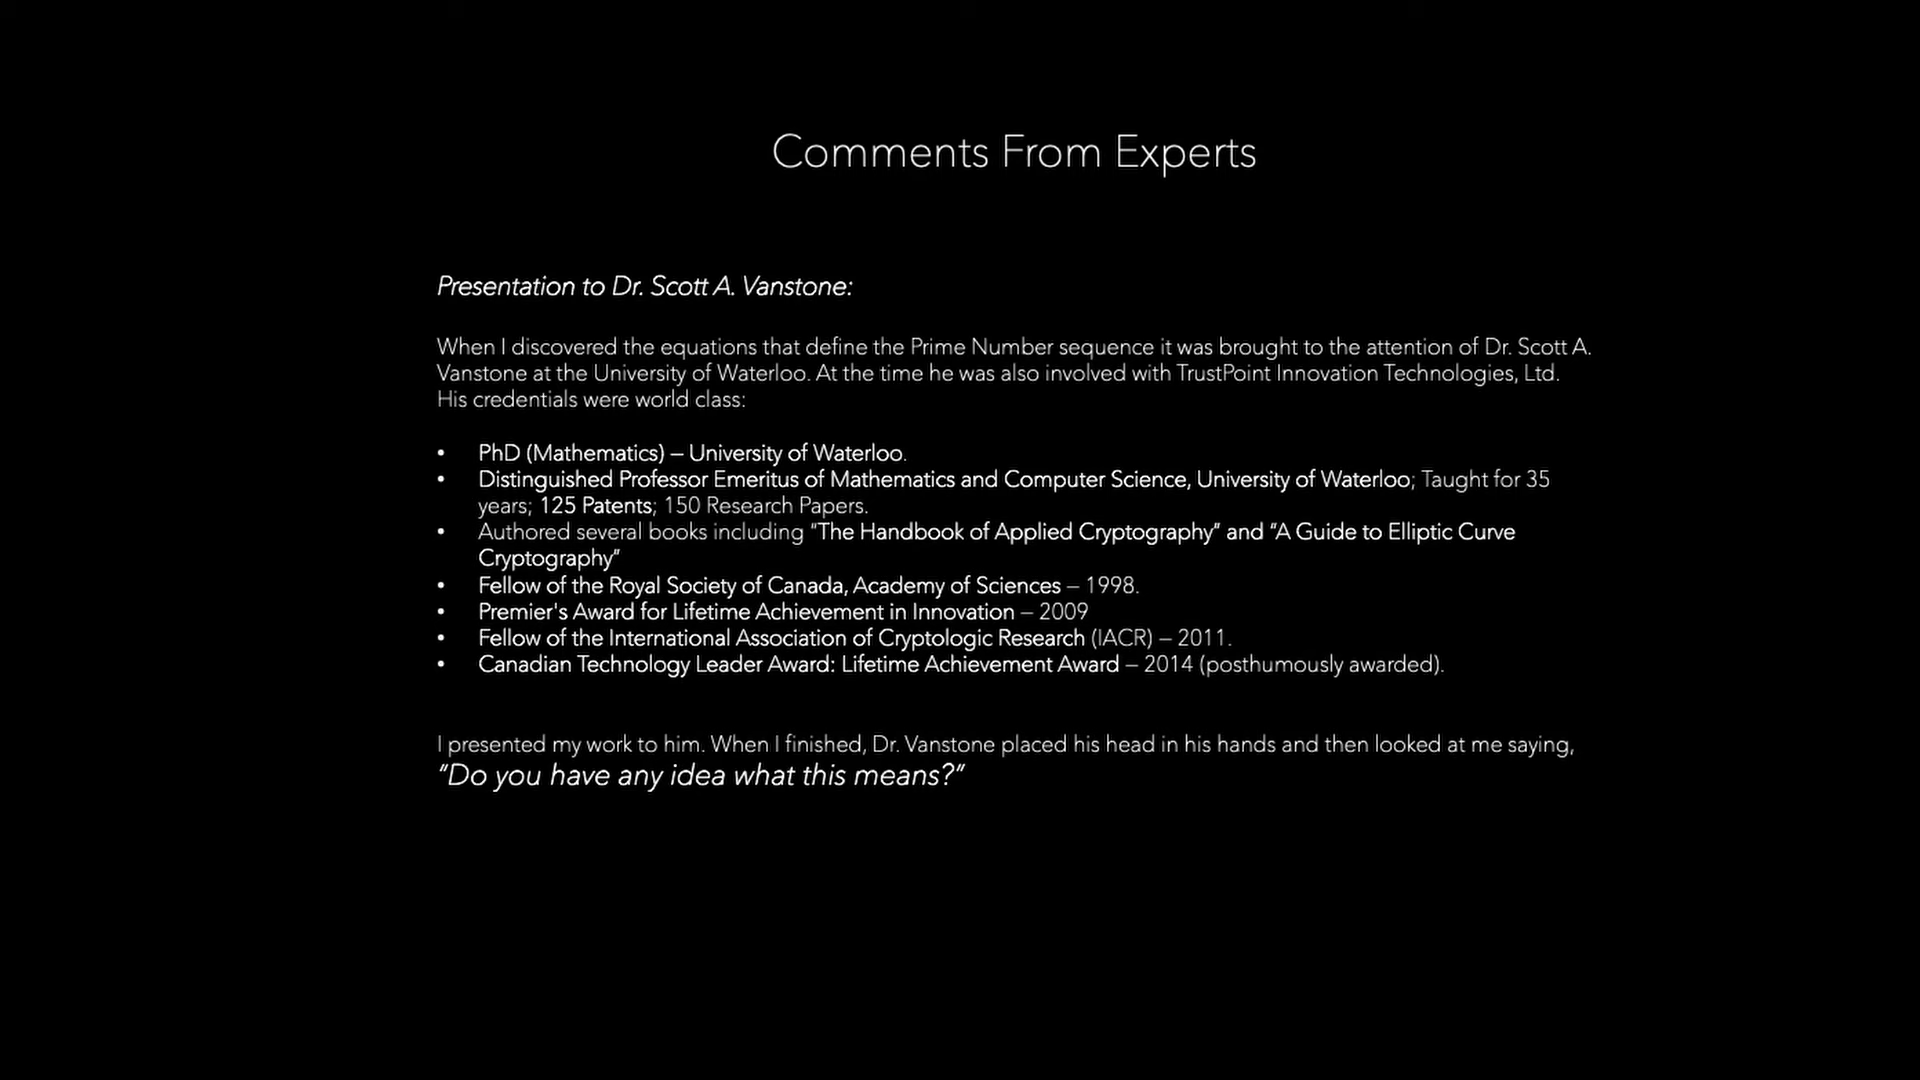 Comments From Experts
Presentation to Dr. Scott A. Vanstone:
When I discovered the equations that define the Prime Number sequence it was brought to the attention of Dr. Scott A.
Vanstone at the University of Waterloo. At the time he was also involved with TrustPoint Innovation Technologies, Ltd.
His credentials were world class:
• PhD (Mathematics) – University of Waterloo.
• Distinguished Professor Emeritus of Mathematics and Computer Science, University of Waterloo; Taught for 35
years; 125 Patents; 150 Research Papers.
• Authored several books including "The Handbook of Applied Cryptography" and "A Guide to Elliptic Curve
Cryptography"
• Fellow of the Royal Society of Canada, Academy of Sciences – 1998.
• Premier's Award for Lifetime Achievement in Innovation – 2009
• Fellow of the International Association of Cryptologic Research (IACR) – 2011.
• Canadian Technology Leader Award: Lifetime Achievement Award – 2014 (posthumously awarded).
I presented my work to him. When I finished, Dr. Vanstone placed his head in his hands and then looked at me saying,
"Do you have any idea what this means?"